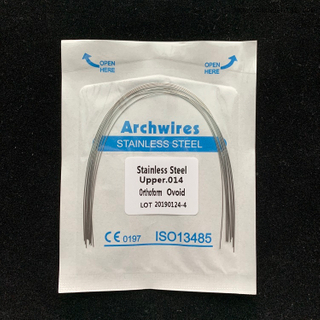 OPEN
HERE
OPEN
HERE
Archwires
STAINLESS STEEL
Stainless Steel
Upper.014
Orthoform Ovoid
LOT 20190124-4
CE 0197 ISO13485